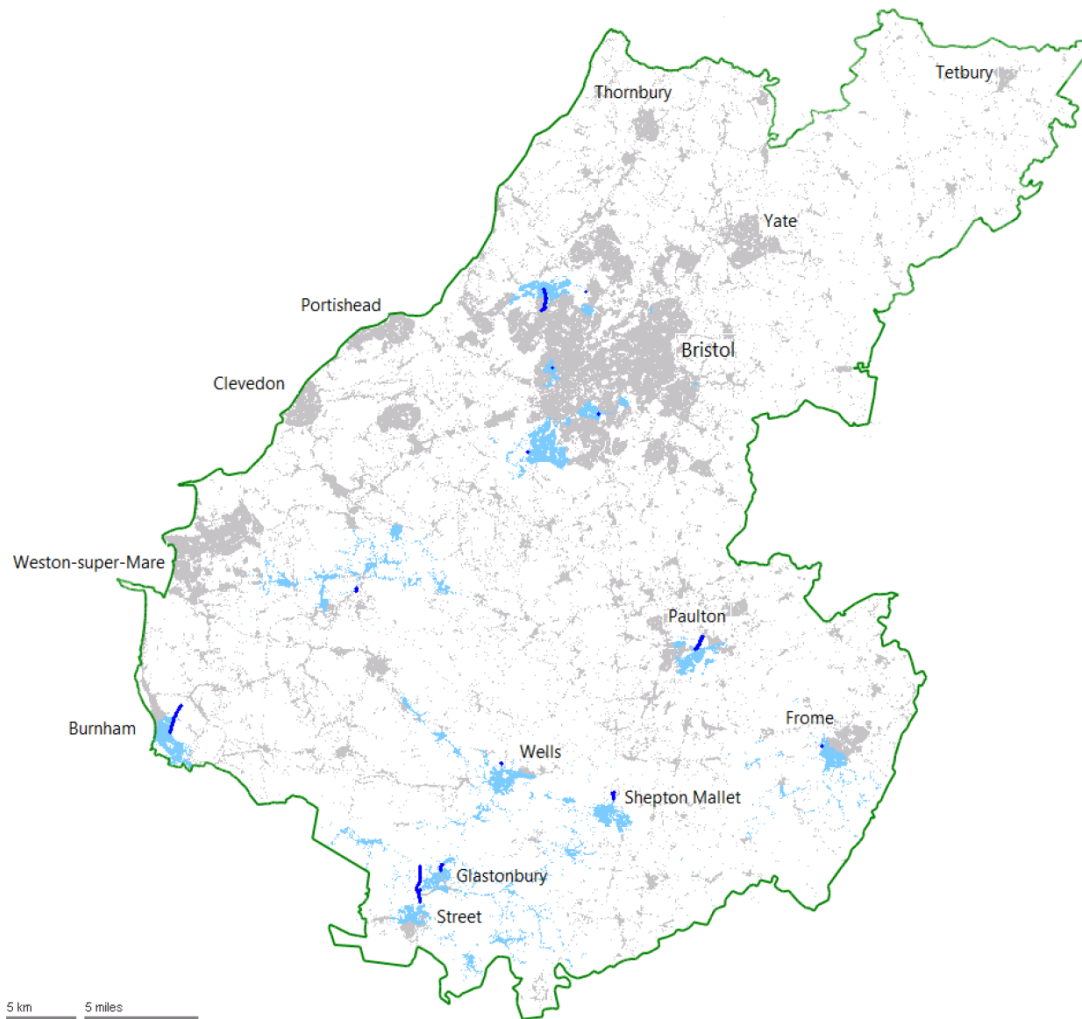 Tetbury
Thornbury
Yate
Portishead
Bristol
Clevedon
Weston-super-Mare
Paulton
Burnham
Frome
Wells
Shepton Mallet
Glastonbury
Street
5 km 5 miles